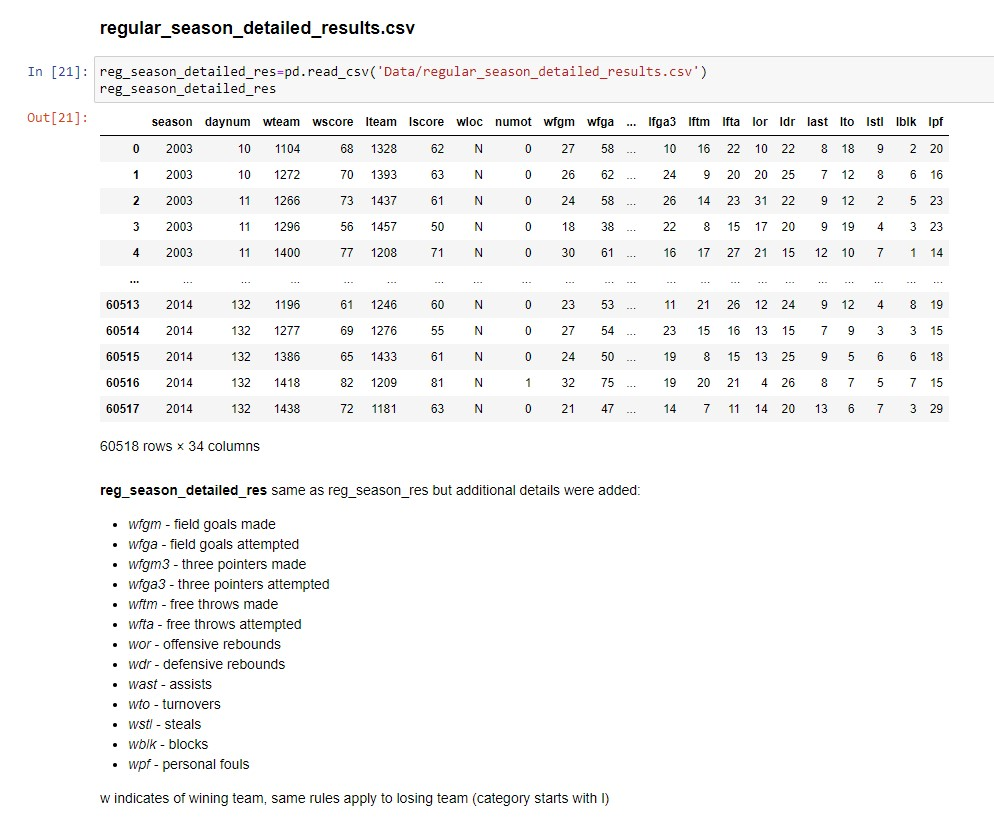 regular_season_detailed_results.csv
In [21]: reg_season_detailed_res=pd.read_csv('Data/regular_season_detailed_results.csv')
reg_season_detailed_res
Out[21]:
season daynum wteam wscore lteam lscore wloc numot wfgm wfga ... lfga3 lftm lfta lor ldr last lto lstl lblk lpf
0 2003 10 1104 68 1328 62 N 0 27 58 ... 10 16 22 10 22 8 18 9 2 20
1 2003 10 1272 70 1393 63 N 0 26 62 ... 24 9 20 20 25 7 12 8 6 16
2 2003 11 1266 73 1437 61 N 0 24 58 ... 26 14 23 31 22 9 12 2 5 23
3 2003 11 1296 56 1457 50 N 0 18 38 ... 22 8 15 17 20 9 19 4 3 23
4 2003 11 1400 77 1208 71 N 0 30 61 ... 16 17 27 21 15 12 10 7 1 14
... ... ... ... ... ... ... ... ... ... ... ... ... ... ... ... ... ... ... ... ... ...
60513 2014 132 1196 61 1246 60 N 0 23 53 ... 11 21 26 12 24 9 12 4 8 19
60514 2014 132 1277 69 1276 55 N 0 27 54 ... 23 15 16 13 15 7 9 3 3 15
60515 2014 132 1386 65 1433 61 N 0 24 50 ... 19 8 15 13 25 9 5 6 6 18
60516 2014 132 1418 82 1209 81 N 1 32 75 ... 19 20 21 4 26 8 7 5 7 15
60517 2014 132 1438 72 1181 63 N 0 21 47 ... 14 7 11 14 20 13 6 7 3 29
60518 rows × 34 columns
reg_season_detailed_res same as reg_season_res but additional details were added:
• wfgm - field goals made
• wfga - field goals attempted
• wfgm3 - three pointers made
• wfga3 - three pointers attempted
• wftm - free throws made
• wfta - free throws attempted
• wor - offensive rebounds
• wdr - defensive rebounds
• wast - assists
• wto - turnovers
• wstl - steals
• wblk - blocks
• wpf - personal fouls
w indicates of wining team, same rules apply to losing team (category starts with l)